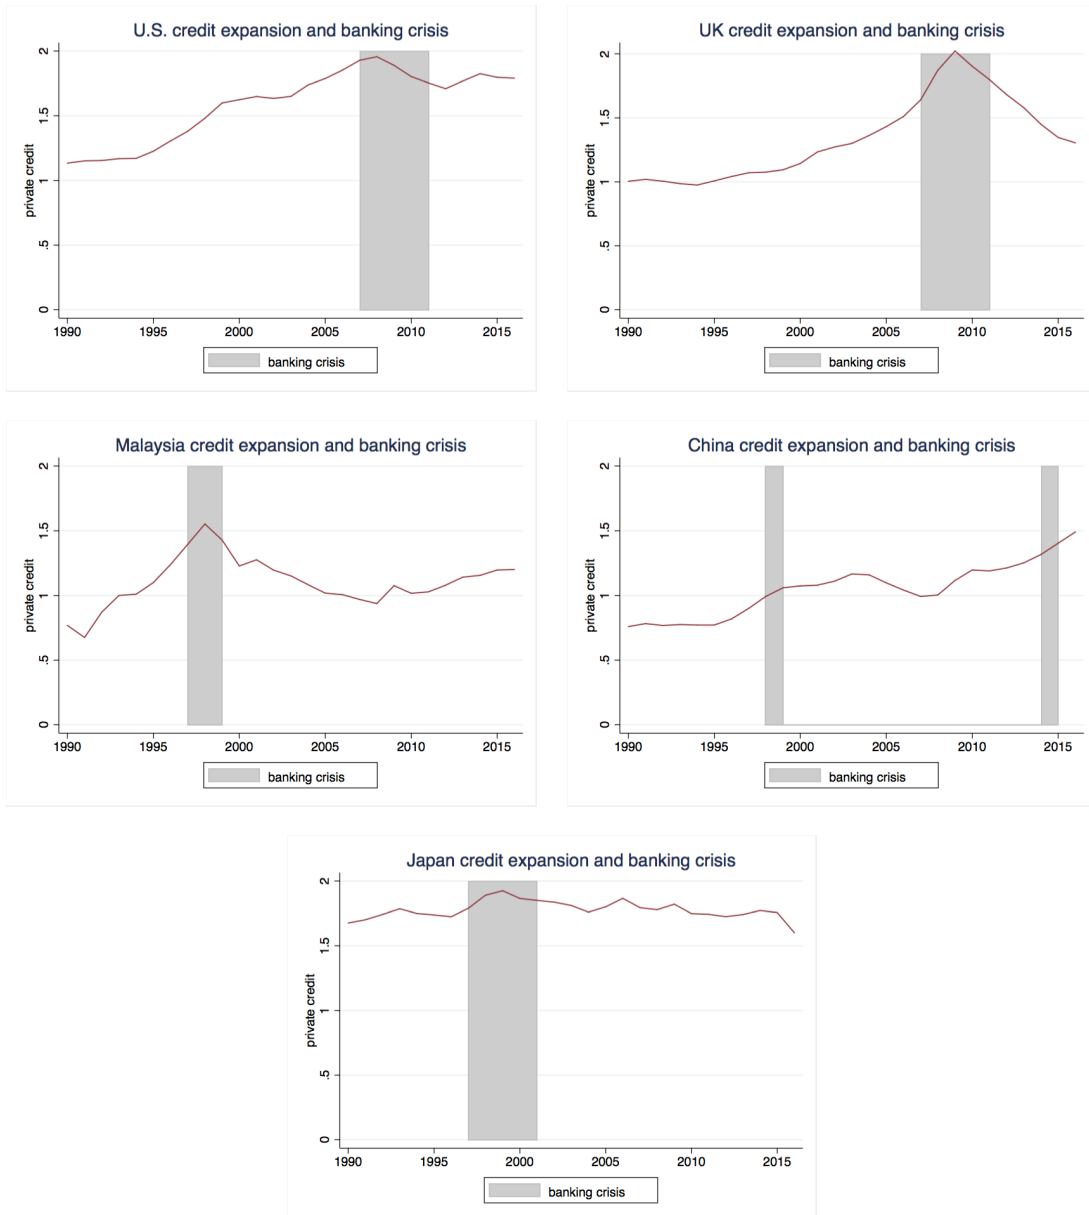 U.S. credit expansion and banking crisis
private credit
2
1.5
1
.5
0
1990 1995 2000 2005 2010 2015
banking crisis
UK credit expansion and banking crisis
private credit
2
1.5
1
.5
0
1990 1995 2000 2005 2010 2015
banking crisis
Malaysia credit expansion and banking crisis
private credit
2
1.5
1
.5
0
1990 1995 2000 2005 2010 2015
banking crisis
China credit expansion and banking crisis
private credit
2
1.5
1
.5
0
1990 1995 2000 2005 2010 2015
banking crisis
Japan credit expansion and banking crisis
private credit
2
1.5
1
.5
0
1990 1995 2000 2005 2010 2015
banking crisis